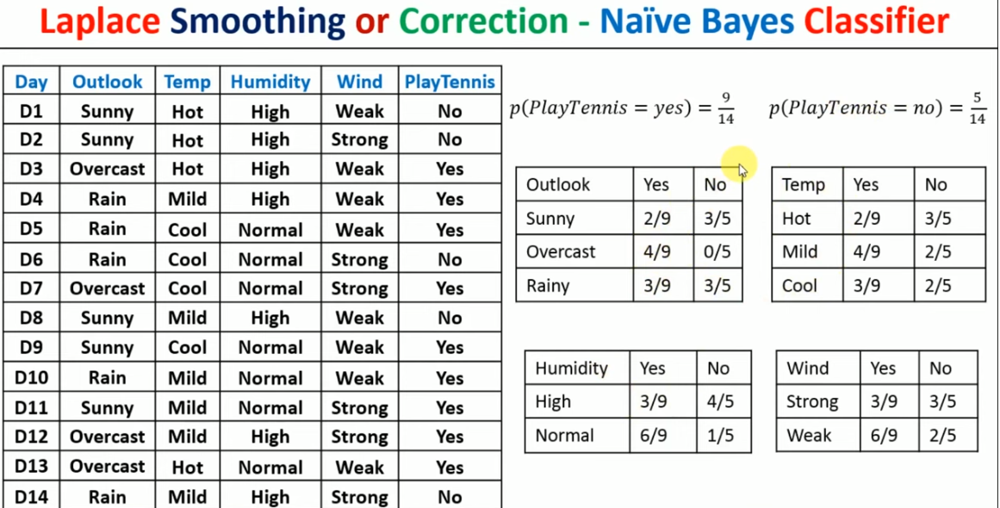 Laplace Smoothing or Correction - Naïve Bayes Classifier
Day Outlook Temp Humidity Wind PlayTennis
D1 Sunny Hot High Weak No
D2 Sunny Hot High Strong No
D3 Overcast Hot High Weak Yes
D4 Rain Mild High Weak Yes
D5 Rain Cool Normal Weak Yes
D6 Rain Cool Normal Strong No
D7 Overcast Cool Normal Strong Yes
D8 Sunny Mild High Weak No
D9 Sunny Cool Normal Weak Yes
D10 Rain Mild Normal Weak Yes
D11 Sunny Mild Normal Strong Yes
D12 Overcast Mild High Strong Yes
D13 Overcast Hot Normal Weak Yes
D14 Rain Mild High Strong No
p(PlayTennis = yes) = 9/14
p(PlayTennis = no) = 5/14
Outlook Yes No
Sunny 2/9 3/5
Overcast 4/9 0/5
Rainy 3/9 3/5
Temp Yes No
Hot 2/9 3/5
Mild 4/9 2/5
Cool 3/9 2/5
Humidity Yes No
High 3/9 4/5
Normal 6/9 1/5
Wind Yes No
Strong 3/9 3/5
Weak 6/9 2/5